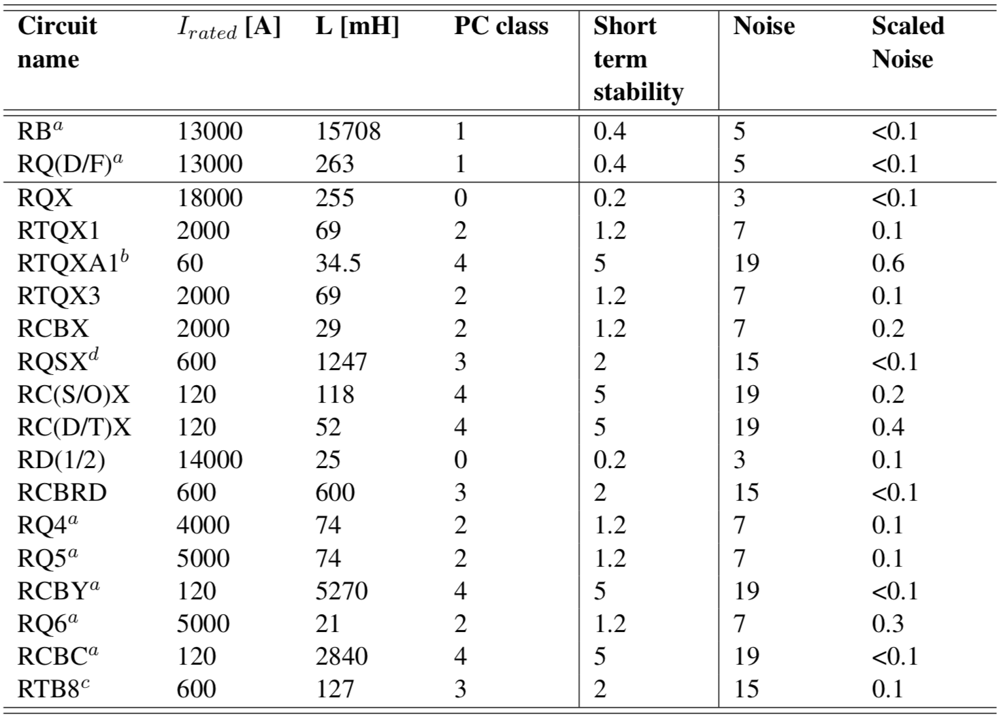 Circuit name I_rated [A] L [mH] PC class Short term stability Noise Scaled Noise
RB^a 13000 15708 1 0.4 5 <0.1
RQ(D/F)^a 13000 263 1 0.4 5 <0.1
RQX 18000 255 0 0.2 3 <0.1
RTQX1 2000 69 2 1.2 7 0.1
RTQXA1^b 60 34.5 4 5 19 0.6
RTQX3 2000 69 2 1.2 7 0.1
RCBX 2000 29 2 1.2 7 0.2
RQSX^d 600 1247 3 2 15 <0.1
RC(S/O)X 120 118 4 5 19 0.2
RC(D/T)X 120 52 4 5 19 0.4
RD(1/2) 14000 25 0 0.2 3 0.1
RCBRD 600 600 3 2 15 <0.1
RQ4^a 4000 74 2 1.2 7 0.1
RQ5^a 5000 74 2 1.2 7 0.1
RCBY^a 120 5270 4 5 19 <0.1
RQ6^a 5000 21 2 1.2 7 0.3
RCBC^a 120 2840 4 5 19 <0.1
RTB8^c 600 127 3 2 15 0.1